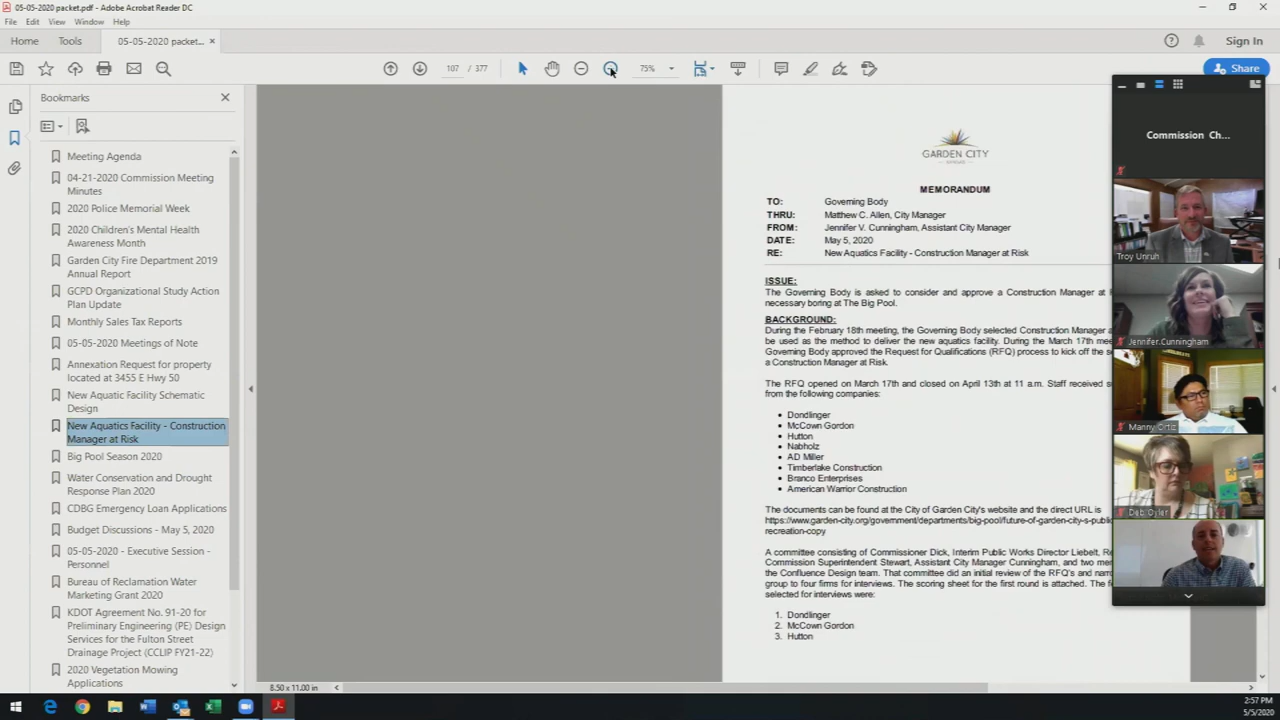 05-05-2020 packet.pdf - Adobe Acrobat Reader DC
File Edit View Window Help
Home Tools 05-05-2020 packet... × Sign In
107 / 377 75% Share
Bookmarks
Meeting Agenda
04-21-2020 Commission Meeting
Minutes
2020 Police Memorial Week
2020 Children's Mental Health
Awareness Month
Garden City Fire Department 2019
Annual Report
GCPD Organizational Study Action
Plan Update
Monthly Sales Tax Reports
05-05-2020 Meetings of Note
Annexation Request for property
located at 3455 E Hwy 50
New Aquatic Facility Schematic
Design
New Aquatics Facility - Construction
Manager at Risk
Big Pool Season 2020
Water Conservation and Drought
Response Plan 2020
CDBG Emergency Loan Applications
Budget Discussions - May 5, 2020
05-05-2020 - Executive Session -
Personnel
Bureau of Reclamation Water
Marketing Grant 2020
KDOT Agreement No. 91-20 for
Preliminary Engineering (PE) Design
Services for the Fulton Street
Drainage Project (CCLIP FY21-22)
2020 Vegetation Mowing
Applications
GARDEN CITY
MEMORANDUM
TO: Governing Body
THRU: Matthew C. Allen, City Manager
FROM: Jennifer V. Cunningham, Assistant City Manager
DATE: May 5, 2020
RE: New Aquatics Facility - Construction Manager at Risk
ISSUE:
The Governing Body is asked to consider and approve a Construction Manager at
necessary boring at The Big Pool.
BACKGROUND:
During the February 18th meeting, the Governing Body selected Construction Manager
be used as the method to deliver the new aquatics facility. During the March 17th
Governing Body approved the Request for Qualifications (RFQ) process to kick off the
a Construction Manager at Risk.
The RFQ opened on March 17th and closed on April 13th at 11 a.m. Staff received
from the following companies:
• Dondlinger
• McCown Gordon
• Hutton
• Nabholz
• AD Miller
• Timberlake Construction
• Branco Enterprises
• American Warrior Construction
The documents can be found at the City of Garden City's website and the direct URL is
https://www.garden-city.org/government/departments/big-pool/future-of-garden-city-s-public
recreation-copy
A committee consisting of Commissioner Dick, Interim Public Works Director Liebelt,
Commission Superintendent Stewart, Assistant City Manager Cunningham, and two
the Confluence Design team. That committee did an initial review of the RFQ's and
group to four firms for interviews. The scoring sheet for the first round is attached. The
selected for interviews were:
1. Dondlinger
2. McCown Gordon
3. Hutton
8.50 x 11.00 in
Commission Ch...
Troy Unruh
Jennifer.Cunningham
Manny Ortiz
Deb Oyler
2:57 PM
5/5/2020